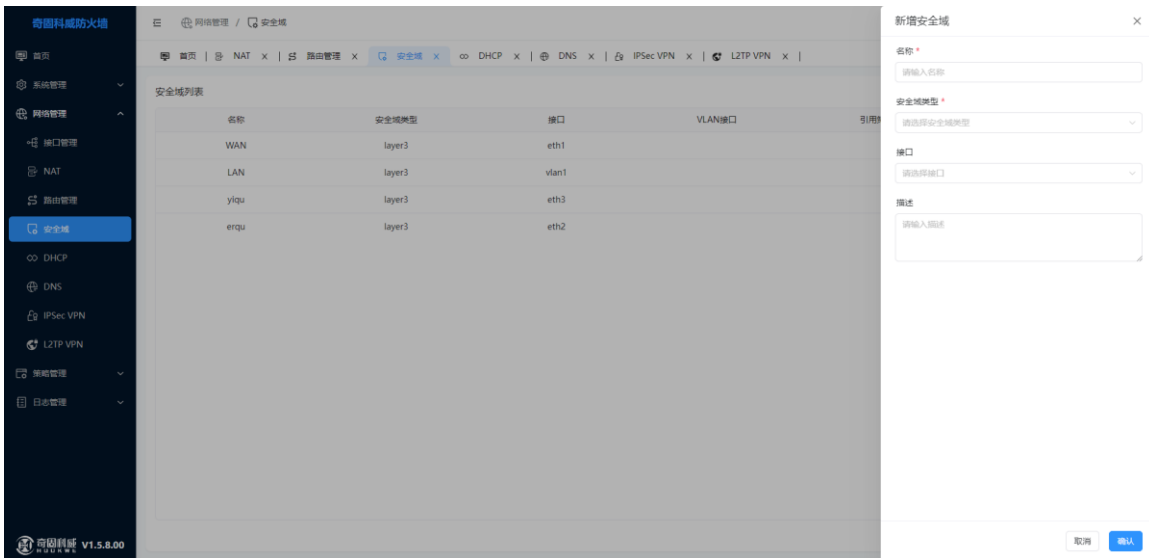 奇固科威防火墙
网络管理 / 安全域
新增安全域
首页
首页 | NAT × | 路由管理 × 安全域 × DHCP × | DNS × | IPSec VPN × | L2TP VPN × |
名称 *
请输入名称
系统管理
安全域列表
安全域类型 *
请选择安全域类型
网络管理
名称 安全域类型 接口 VLAN接口
接口管理
WAN layer3 eth1
接口
请选择接口
NAT
LAN layer3 vlan1
路由管理
yiqu layer3 eth3
描述
请输入描述
安全域
erqu layer3 eth2
DHCP
DNS
IPSec VPN
L2TP VPN
策略管理
日志管理
奇固科威 V1.5.8.00
取消 确认